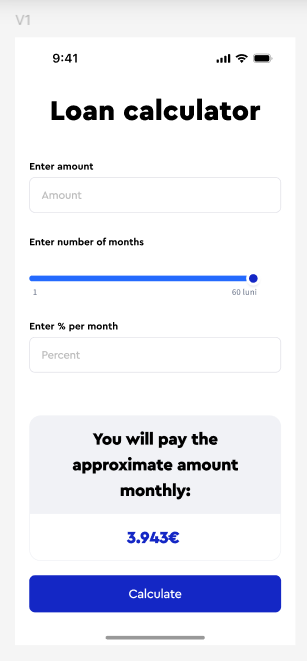 V1
9:41
Loan calculator
Enter amount
Amount
Enter number of months
1 60 luni
Enter % per month
Percent
You will pay the
approximate amount
monthly:
3.943€
Calculate